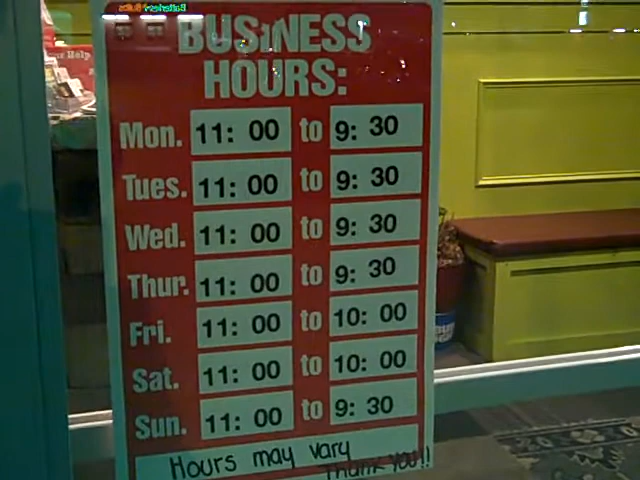 BUSINESS
HOURS:
Mon. 11: 00 to 9: 30
Tues. 11: 00 to 9: 30
Wed. 11: 00 to 9: 30
Thur. 11: 00 to 9: 30
Fri. 11: 00 to 10: 00
Sat. 11: 00 to 10: 00
Sun. 11: 00 to 9: 30
Hours may vary
Thank You!!